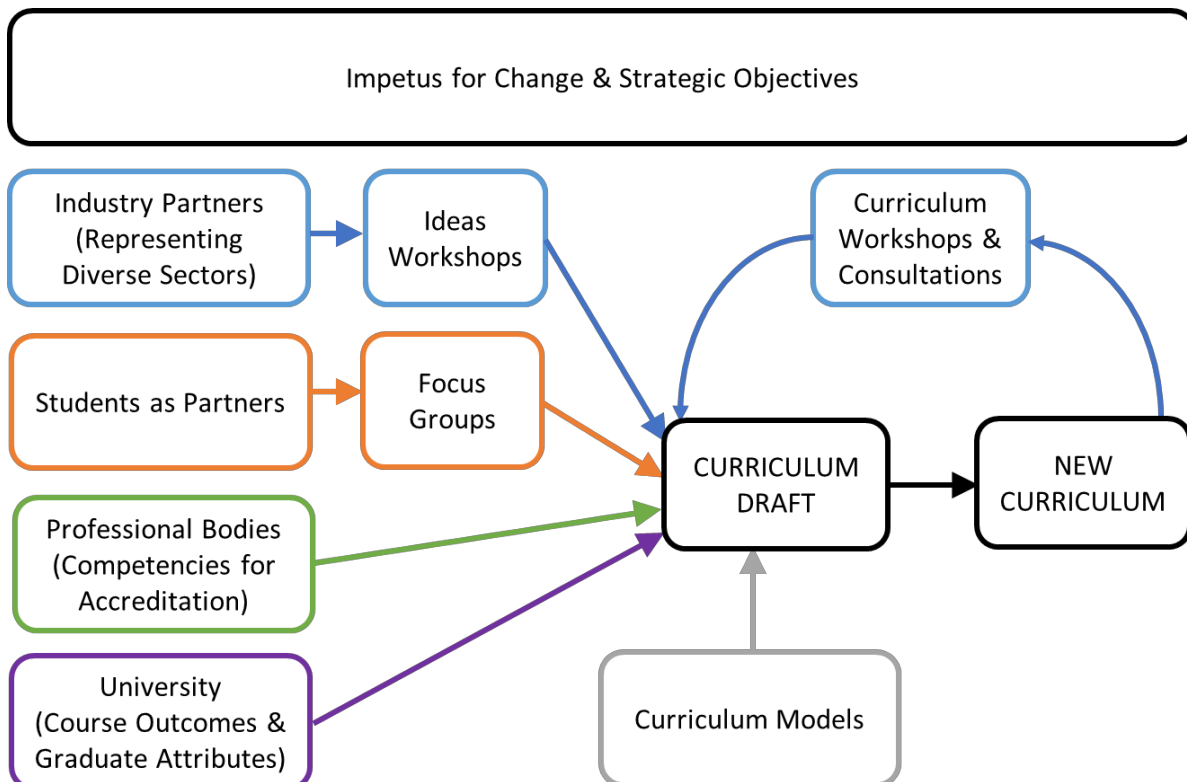 Impetus for Change & Strategic Objectives
Industry Partners
(Representing
Diverse Sectors)
Ideas
Workshops
Curriculum
Workshops &
Consultations
Students as Partners
Focus
Groups
CURRICULUM
DRAFT
NEW
CURRICULUM
Professional Bodies
(Competencies for
Accreditation)
University
(Course Outcomes &
Graduate Attributes)
Curriculum Models